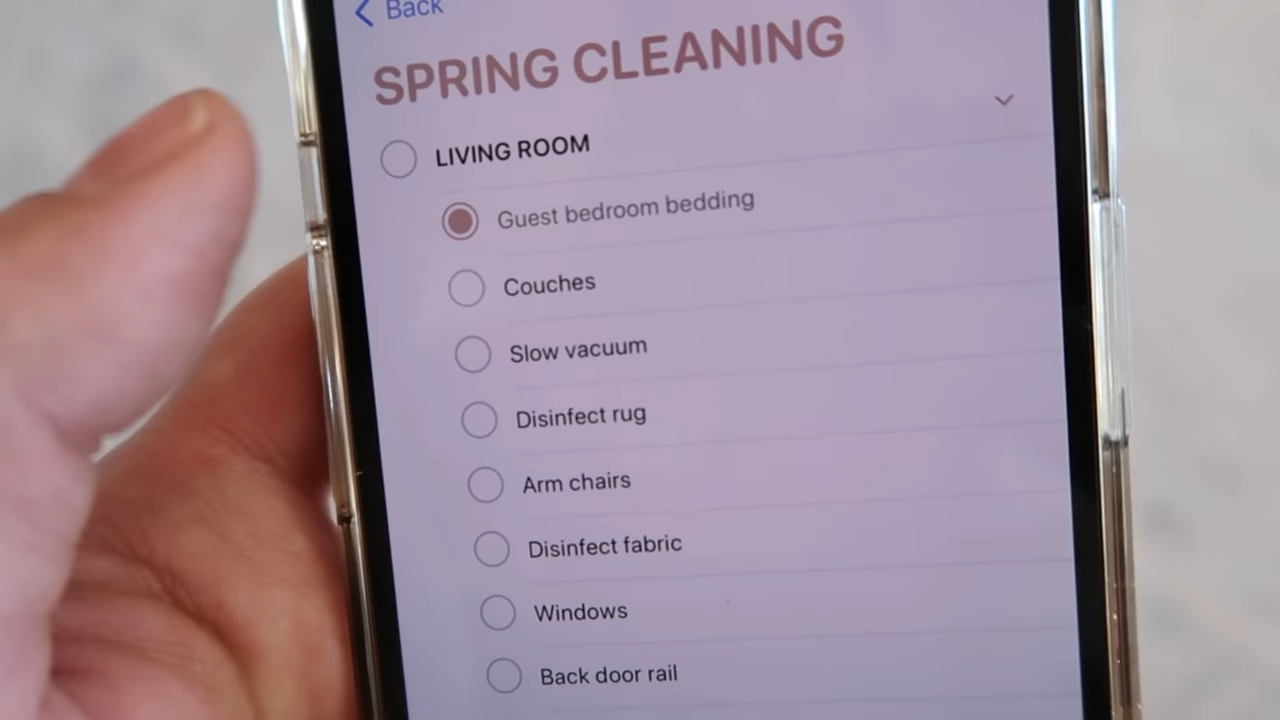 Back
SPRING CLEANING
LIVING ROOM
Guest bedroom bedding
Couches
Slow vacuum
Disinfect rug
Arm chairs
Disinfect fabric
Windows
Back door rail